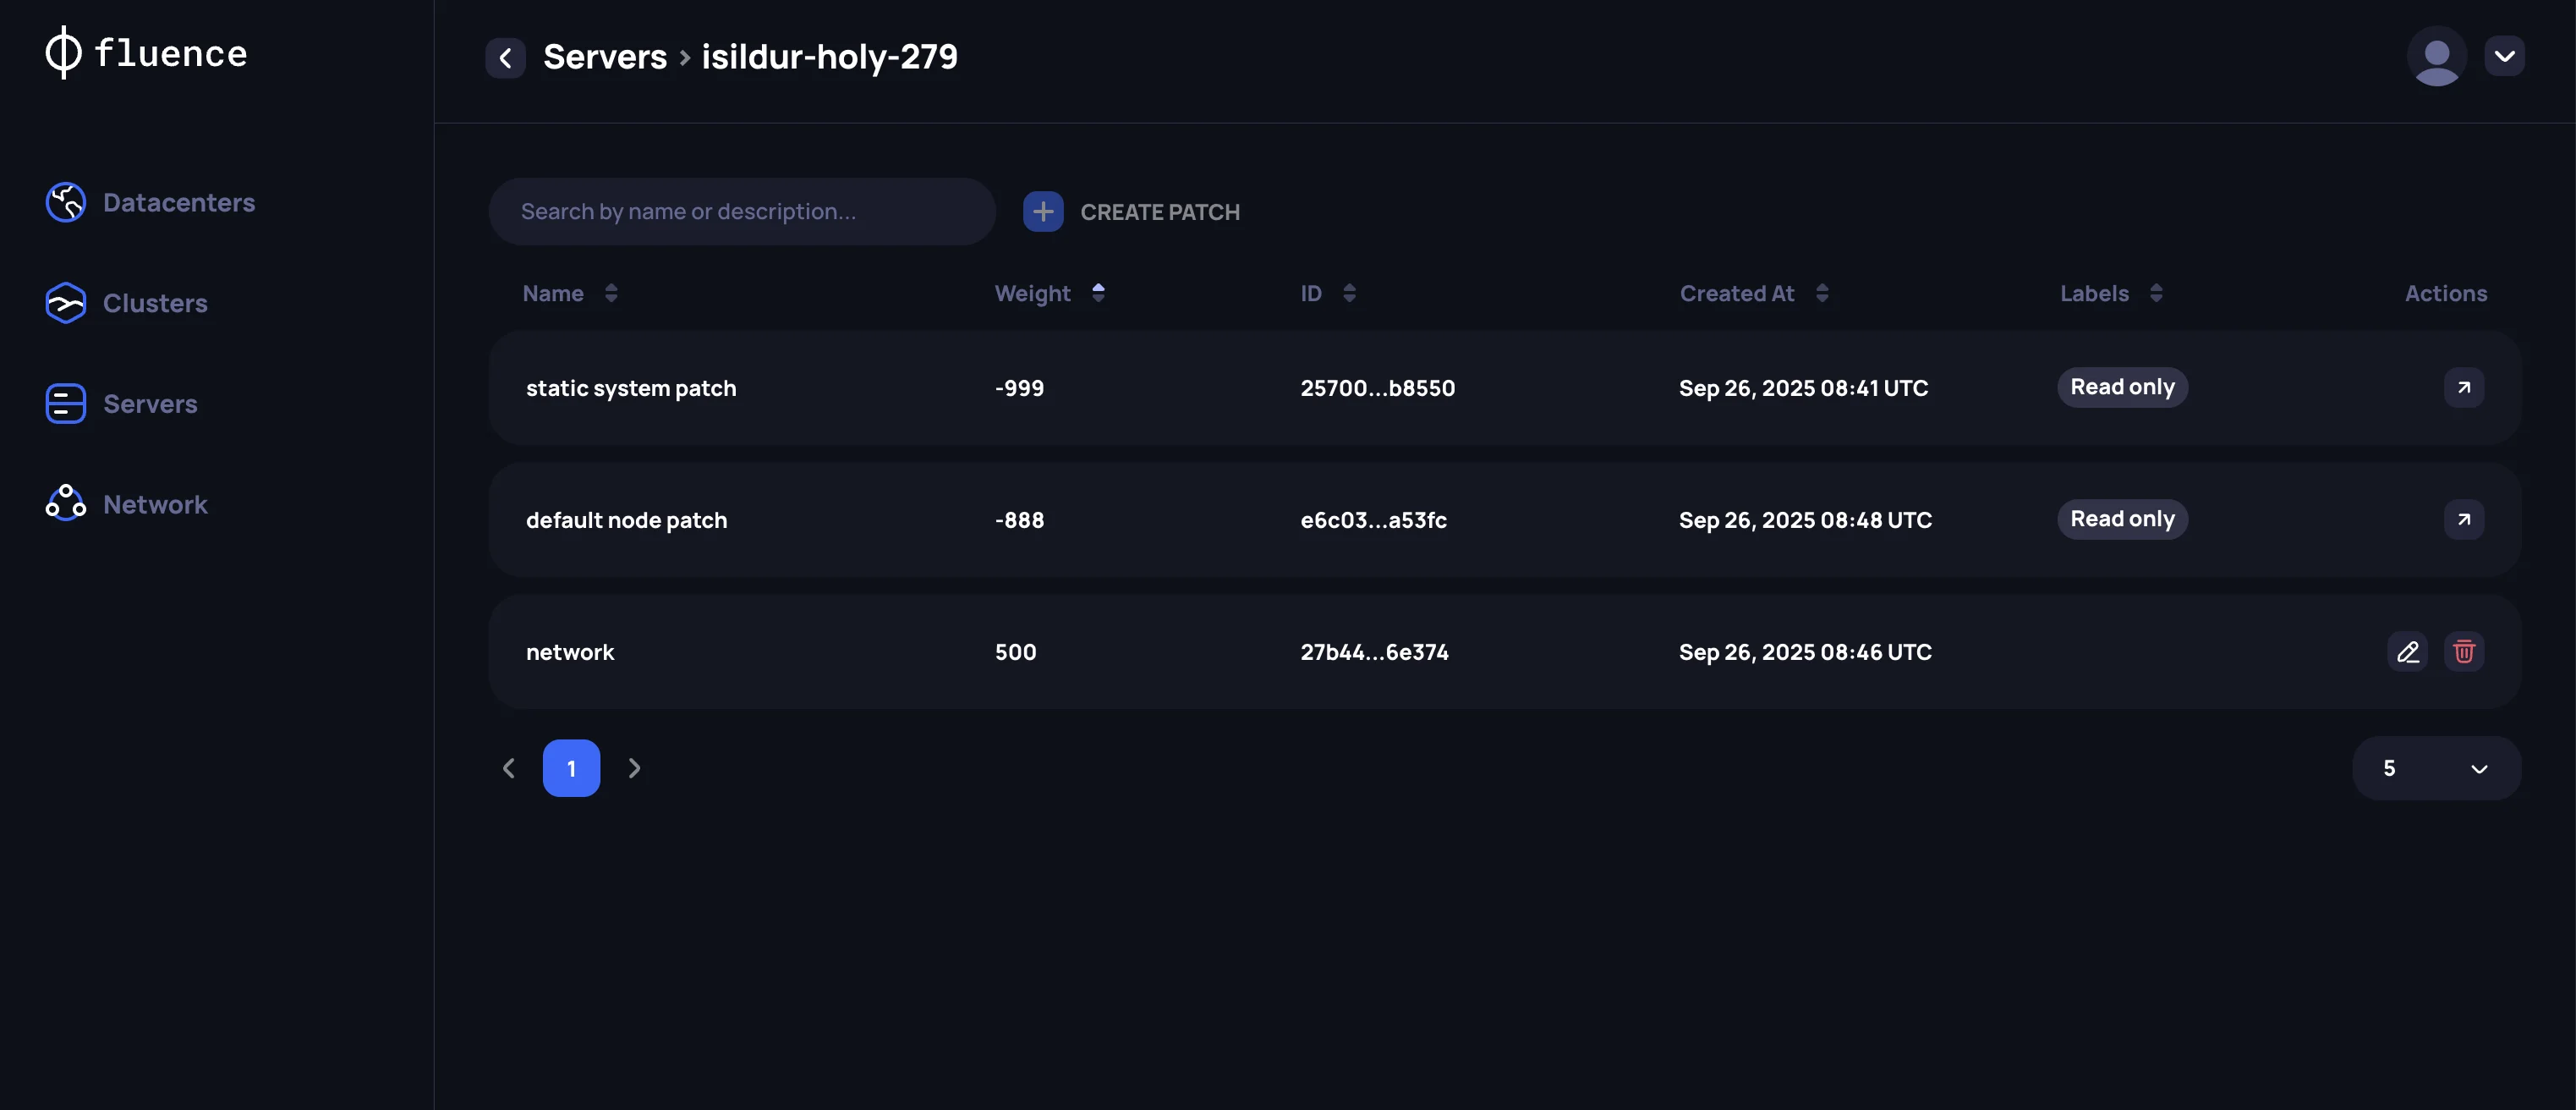 fluence
Servers > isildur-holy-279
Datacenters
Clusters
Servers
Network
Search by name or description...
CREATE PATCH
Name Weight ID Created At Labels Actions
static system patch -999 25700...b8550 Sep 26, 2025 08:41 UTC Read only
default node patch -888 e6c03...a53fc Sep 26, 2025 08:48 UTC Read only
network 500 27b44...6e374 Sep 26, 2025 08:46 UTC
1
5